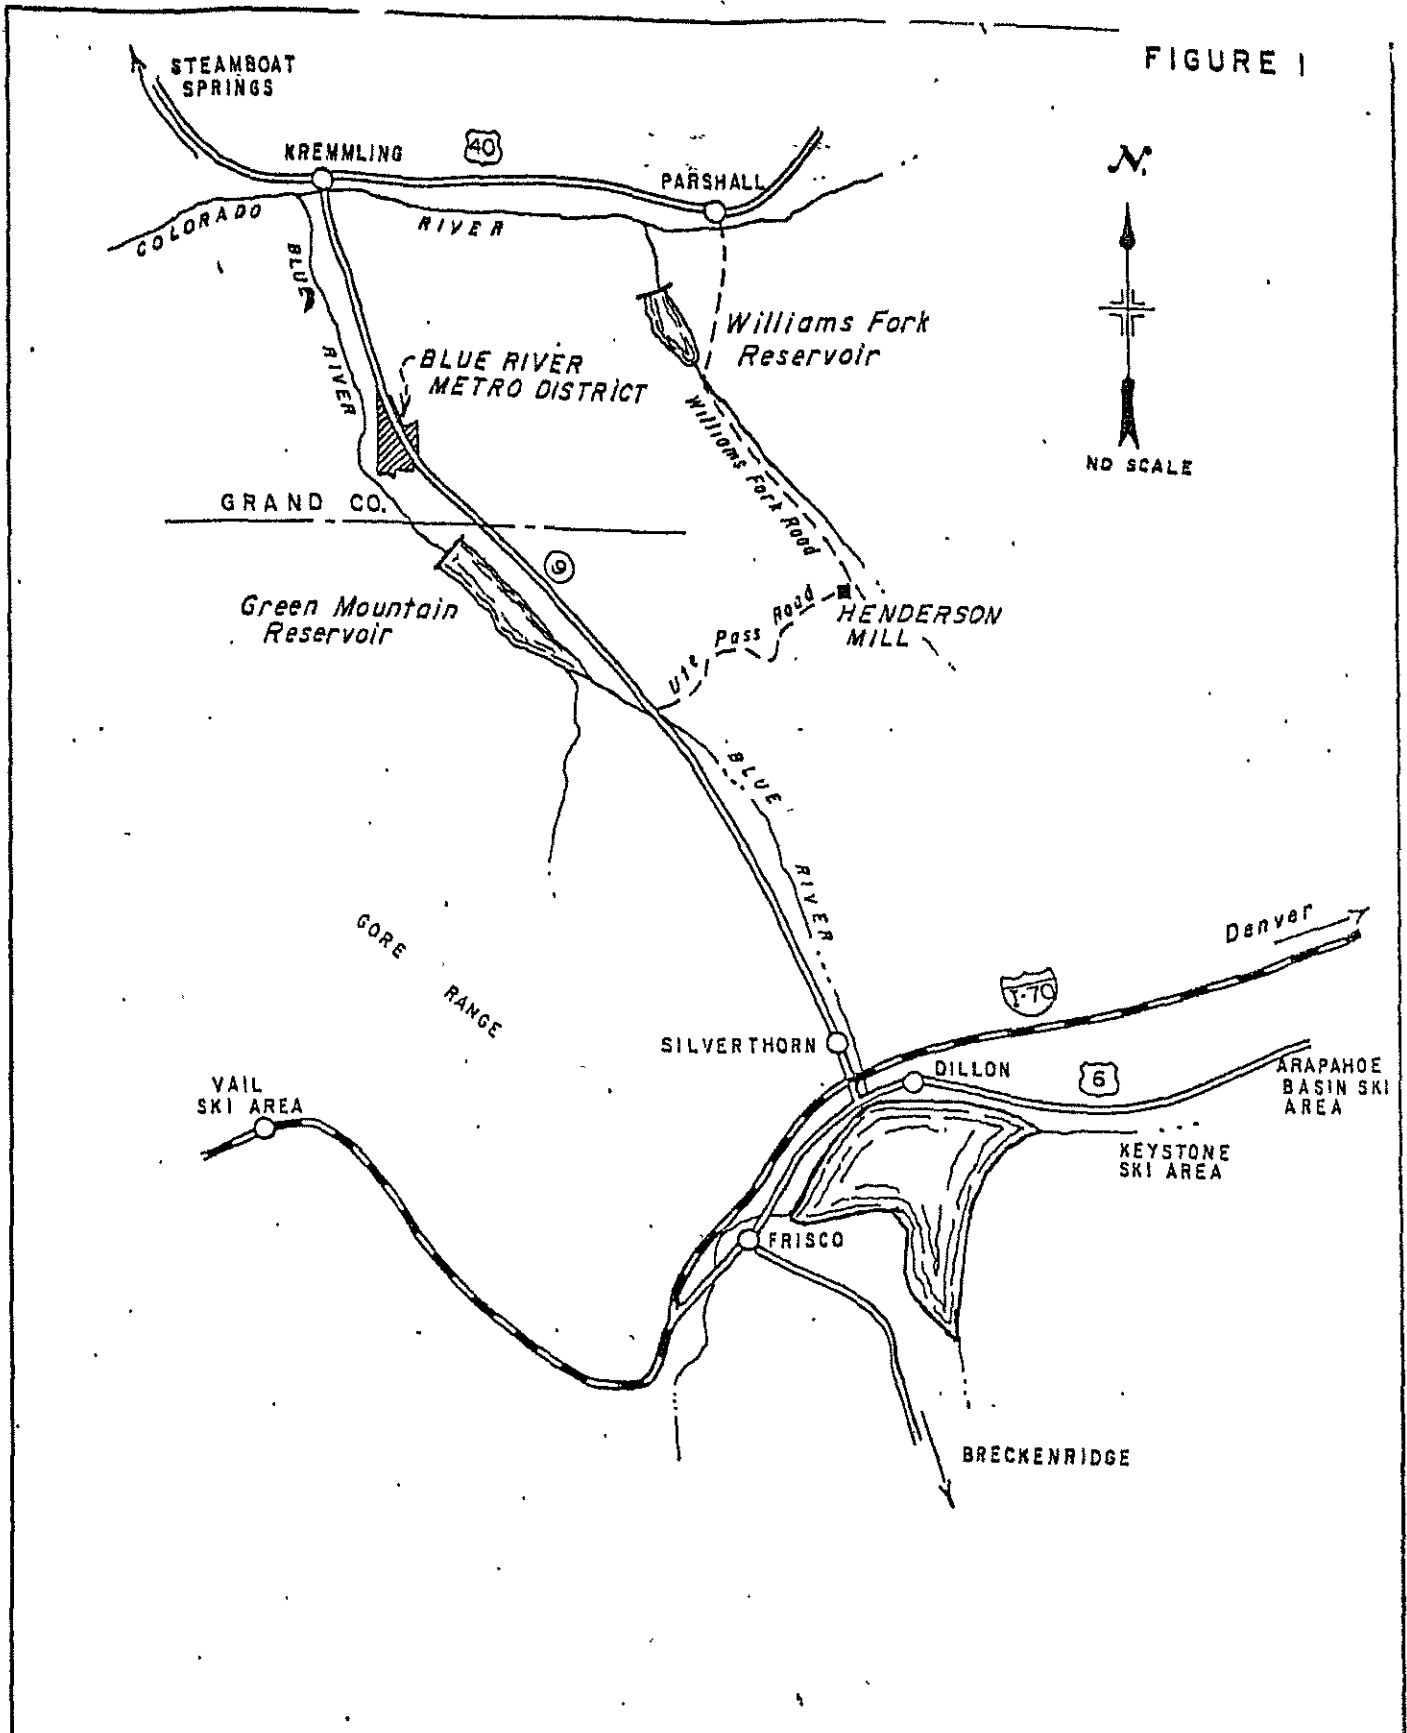 FIGURE 1
STEAMBOAT
SPRINGS
KREMMLING
40
PARSHALL
N.
COLORADO
RIVER
BLUE
RIVER
Williams Fork
Reservoir
BLUE RIVER
METRO DISTRICT
Williams Fork Road
NO SCALE
GRAND CO.
9
Green Mountain
Reservoir
Ute Pass Road
HENDERSON
MILL
BLUE
RIVER
GORE
RANGE
Denver
I-70
SILVERTHORN
DILLON
6
ARAPAHOE
BASIN SKI
AREA
VAIL
SKI AREA
KEYSTONE
SKI AREA
FRISCO
BRECKENRIDGE